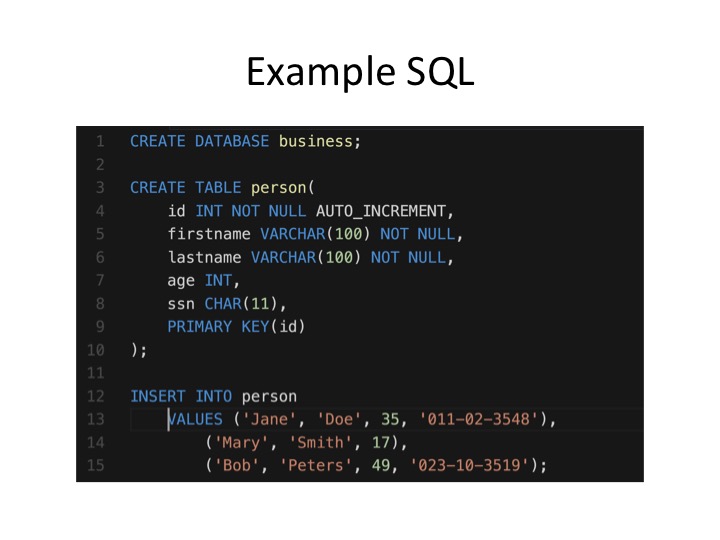 Example SQL
1 CREATE DATABASE business;
2
3 CREATE TABLE person(
4 id INT NOT NULL AUTO_INCREMENT,
5 firstname VARCHAR(100) NOT NULL,
6 lastname VARCHAR(100) NOT NULL,
7 age INT,
8 ssn CHAR(11),
9 PRIMARY KEY(id)
10 );
11
12 INSERT INTO person
13 VALUES ('Jane', 'Doe', 35, '011-02-3548'),
14 ('Mary', 'Smith', 17),
15 ('Bob', 'Peters', 49, '023-10-3519');